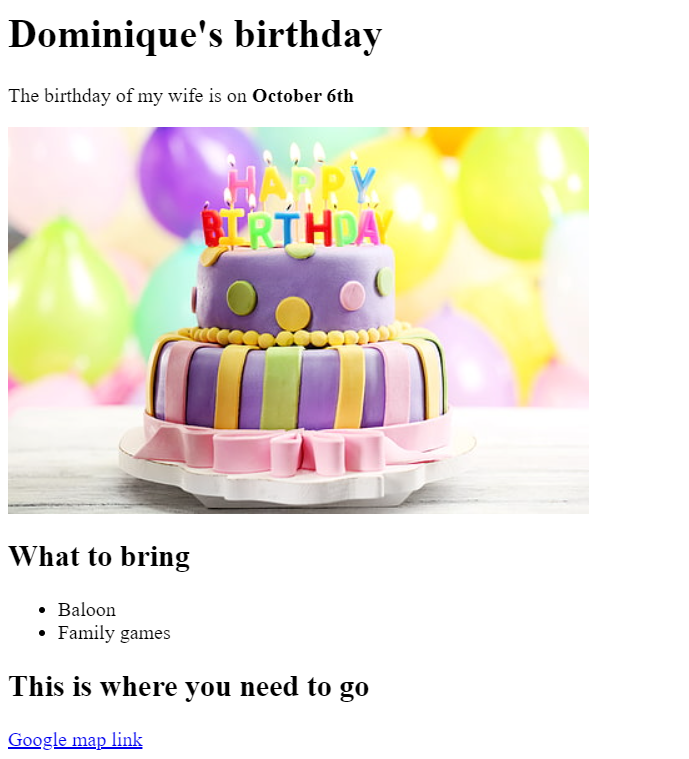 Dominique's birthday
The birthday of my wife is on October 6th
HAPPY
BIRTHDAY
What to bring
Baloon
Family games
This is where you need to go
Google map link